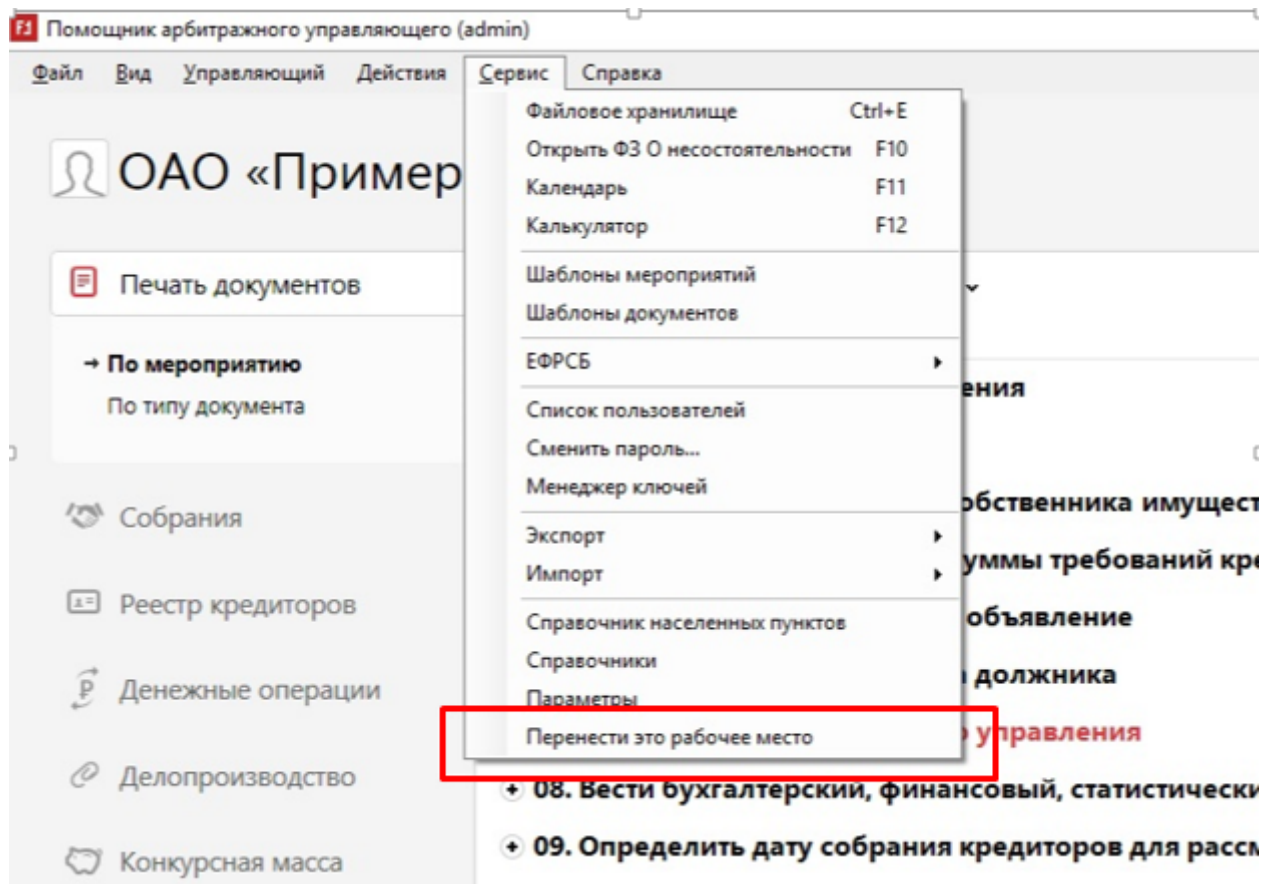 Помощник арбитражного управляющего (admin)
Файл Вид Управляющий Действия Сервис Справка
Файловое хранилище Ctrl+E
Открыть ФЗ О несостоятельности F10
Календарь F11
Калькулятор F12
Шаблоны мероприятий
Шаблоны документов
ЕФРСБ
Список пользователей
Сменить пароль...
Менеджер ключей
Экспорт
Импорт
Справочник населенных пунктов
Справочники
Параметры
Перенести это рабочее место
ОАО «Пример
Печать документов
→ По мероприятию
По типу документа
Собрания
Реестр кредиторов
Денежные операции
Делопроизводство
Конкурсная масса
ения
обственника имущест
уммы требований кре
объявление
должника
управления
08. Вести бухгалтерский, финансовый, статистически
09. Определить дату собрания кредиторов для рассм